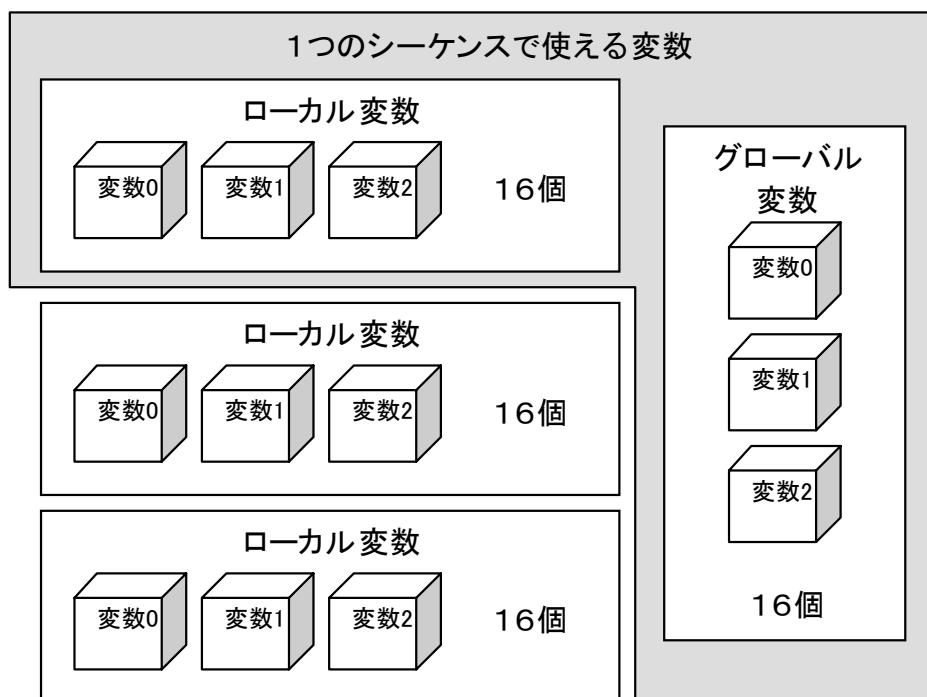 １つのシーケンスで使える変数
ローカル変数
変数0
変数1
変数2
１６個
ローカル変数
変数0
変数1
変数2
１６個
ローカル変数
変数0
変数1
変数2
１６個
グローバル
変数
変数0
変数1
変数2
１６個